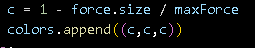 c = 1 - force.size / maxForce
colors.append((c,c,c))